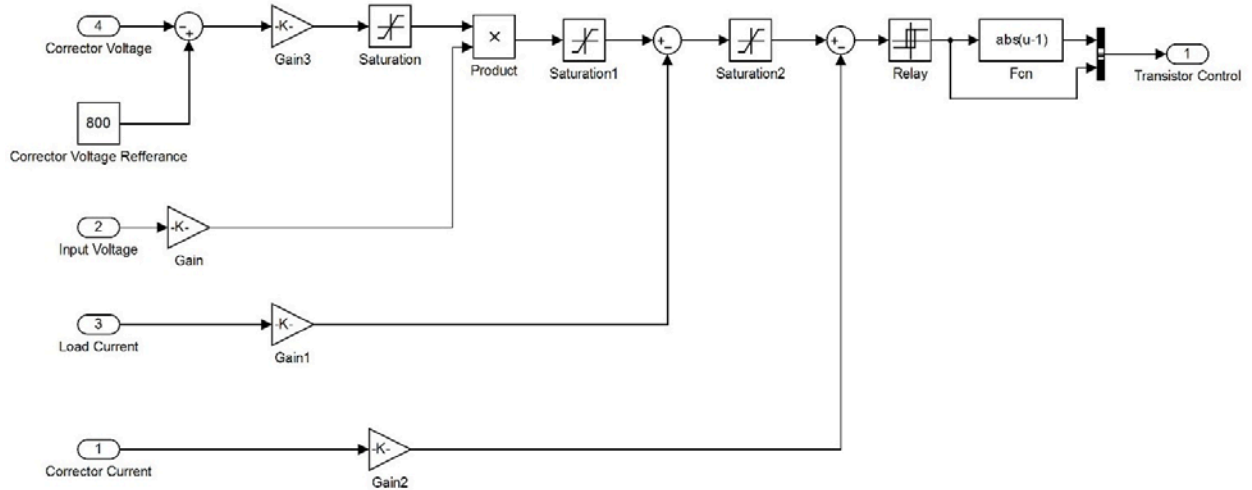 4
Corrector Voltage
-K-
Gain3
Saturation
×
Product
Saturation1
Saturation2
Relay
abs(u-1)
Fcn
1
Transistor Control
800
Corrector Voltage Refferance
2
Input Voltage
-K-
Gain
3
Load Current
-K-
Gain1
1
Corrector Current
-K-
Gain2